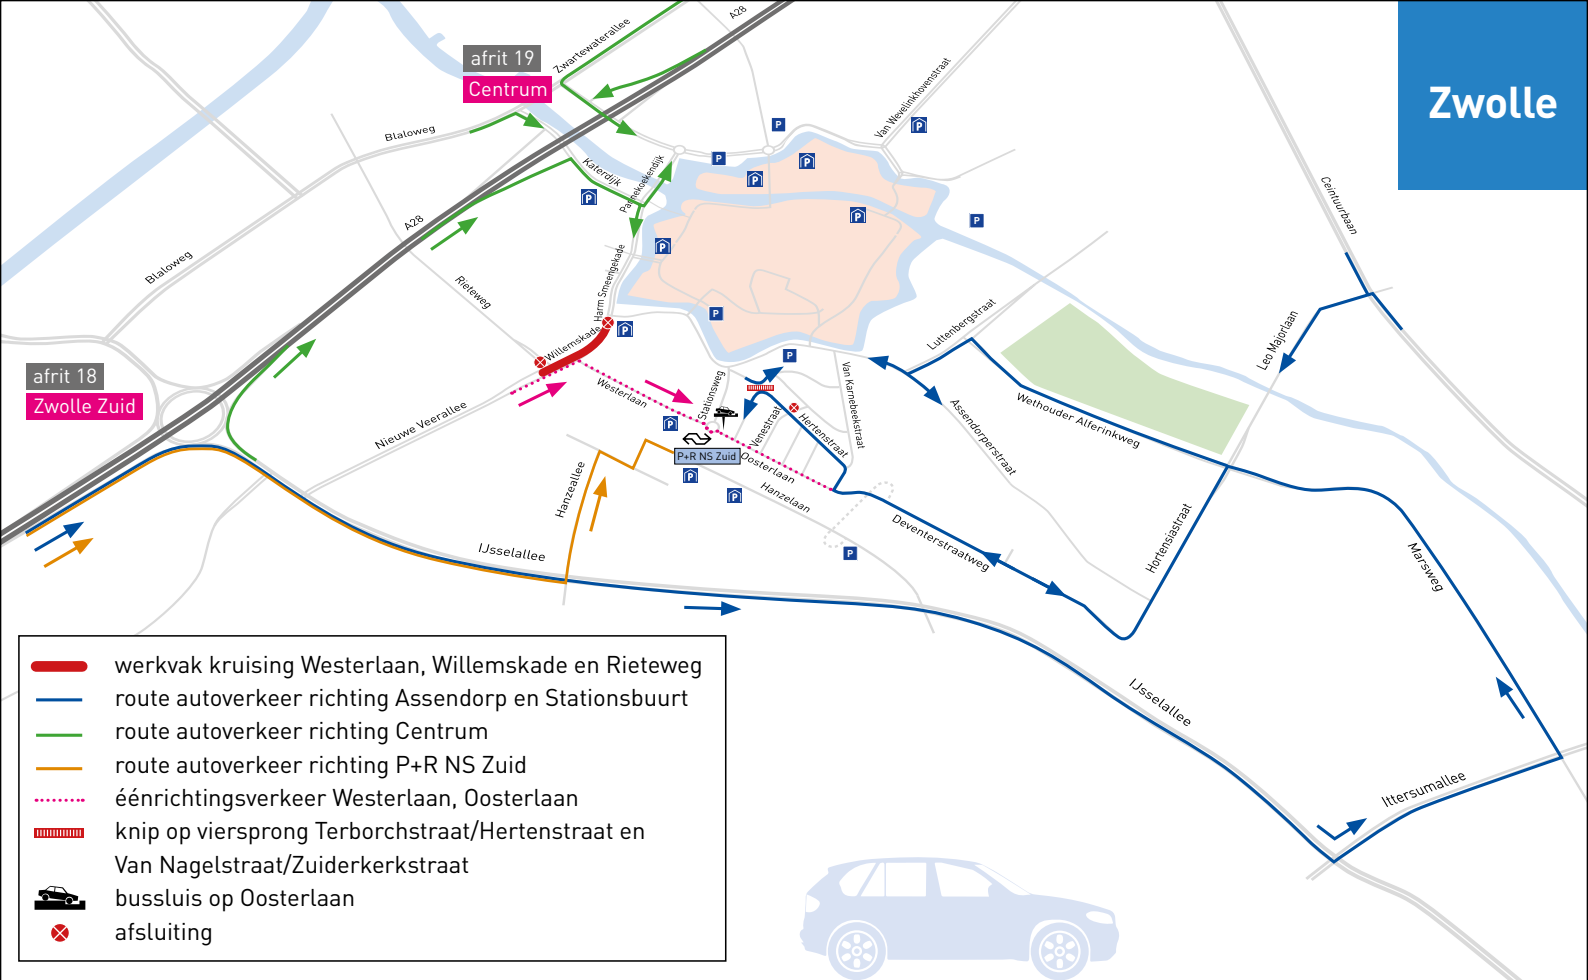 Zwolle
afrit 19
Centrum
Zwartewaterallee
A28
Blaloweg
Katerdijk
Pannekoekendijk
Van Wevelinkhovenstraat
P
P
P
P
P
P
P
P
Ceintuurbaan
A28
Blaloweg
Rieteweg
Harm Smeengekade
P
P
P
P
Willemskade
Luttenbergstraat
Leo Majorlaan
afrit 18
Zwolle Zuid
Nieuwe Veerallee
Westerlaan
Stationsweg
Van Karnebeekstraat
Venestraat
Hertenstraat
Assendorperstraat
Wethouder Alferinkweg
P
P+R NS Zuid
Oosterlaan
P
P
Hanzelaan
Hanzeallee
P
Deventerstraatweg
Hortensiastraat
Marsweg
IJsselallee
IJsselallee
Ittersumallee
werkvak kruising Westerlaan, Willemskade en Rieteweg
route autoverkeer richting Assendorp en Stationsbuurt
route autoverkeer richting Centrum
route autoverkeer richting P+R NS Zuid
éénrichtingsverkeer Westerlaan, Oosterlaan
knip op viersprong Terborchstraat/Hertenstraat en
Van Nagelstraat/Zuiderkerkstraat
bussluis op Oosterlaan
afsluiting